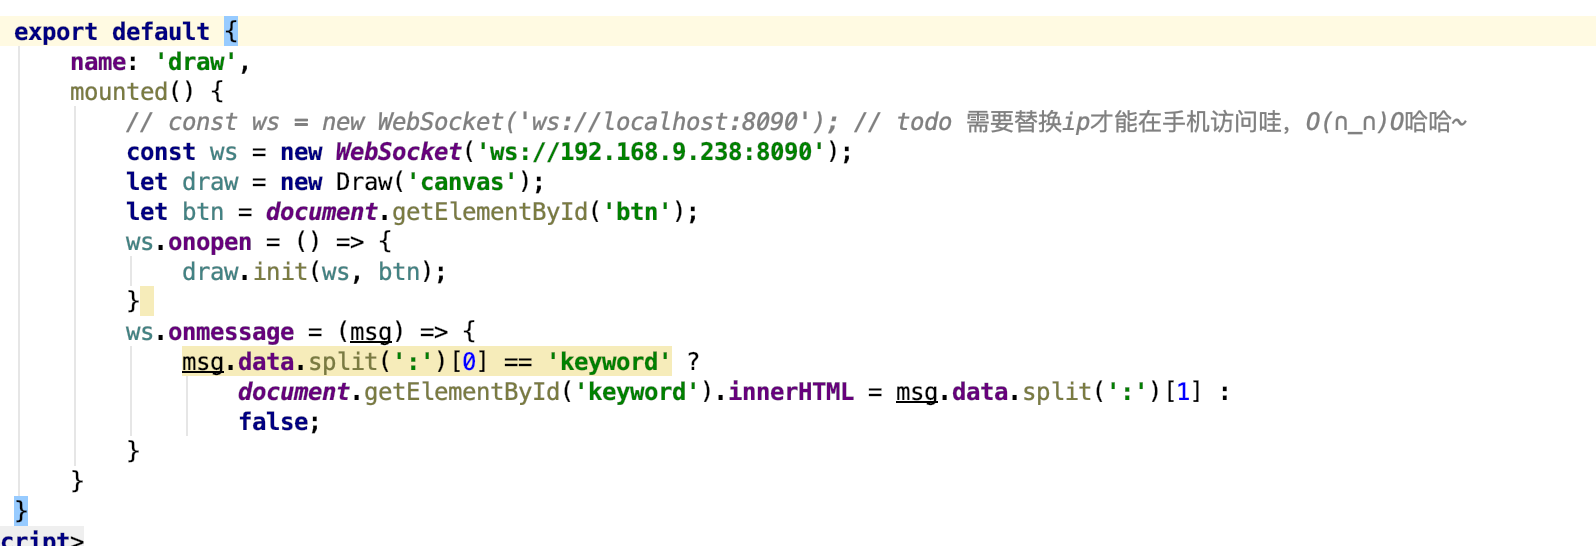 export default {
    name: 'draw',
    mounted() {
        // const ws = new WebSocket('ws://localhost:8090'); // todo 需要替换ip才能在手机访问哇，O(∩_∩)O哈哈~
        const ws = new WebSocket('ws://192.168.9.238:8090');
        let draw = new Draw('canvas');
        let btn = document.getElementById('btn');
        ws.onopen = () => {
            draw.init(ws, btn);
        }
        ws.onmessage = (msg) => {
            msg.data.split(':')[0] == 'keyword' ?
                document.getElementById('keyword').innerHTML = msg.data.split(':')[1] :
                false;
        }
    }
}
cript>